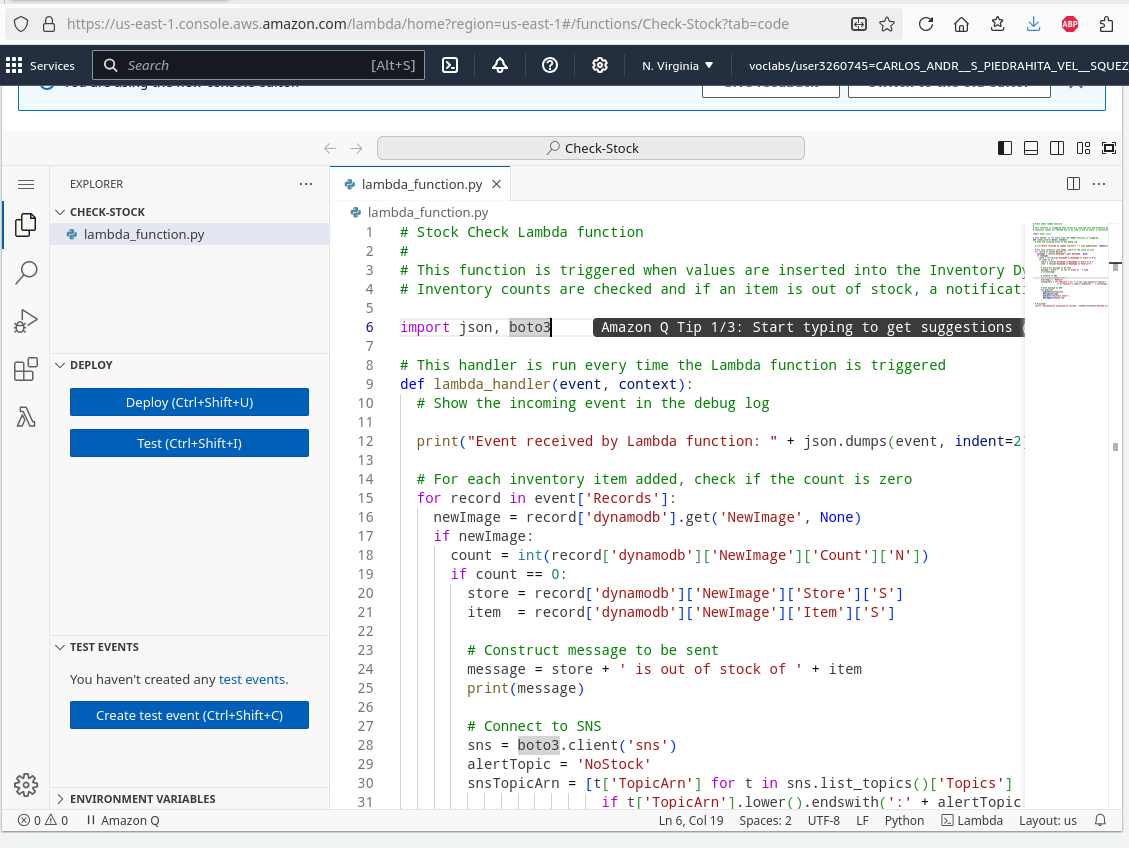 https://us-east-1.console.aws.amazon.com/lambda/home?region=us-east-1#/functions/Check-Stock?tab=code
ABP
Services
Search
[Alt+S]
N. Virginia
voclabs/user3260745=CARLOS_ANDR__S_PIEDRAHITA_VEL__SQUEZ
You are using the new console editor.
Check-Stock
EXPLORER
lambda_function.py
CHECK-STOCK
lambda_function.py
lambda_function.py
1 # Stock Check Lambda function
2 #
3 # This function is triggered when values are inserted into the Inventory Dy
4 # Inventory counts are checked and if an item is out of stock, a notificati
5
6 import json, boto3
Amazon Q Tip 1/3: Start typing to get suggestions (
7
8 # This handler is run every time the Lambda function is triggered
9 def lambda_handler(event, context):
10 # Show the incoming event in the debug log
11
12 print("Event received by Lambda function: " + json.dumps(event, indent=2
13
14 # For each inventory item added, check if the count is zero
15 for record in event['Records']:
16 newImage = record['dynamodb'].get('NewImage', None)
17 if newImage:
18 count = int(record['dynamodb']['NewImage']['Count']['N'])
19 if count == 0:
20 store = record['dynamodb']['NewImage']['Store']['S']
21 item  = record['dynamodb']['NewImage']['Item']['S']
22
23 # Construct message to be sent
24 message = store + ' is out of stock of ' + item
25 print(message)
26
27 # Connect to SNS
28 sns = boto3.client('sns')
29 alertTopic = 'NoStock'
30 snsTopicArn = [t['TopicArn'] for t in sns.list_topics()['Topics']
31 if t['TopicArn'].lower().endswith(':' + alertTopic
DEPLOY
Deploy (Ctrl+Shift+U)
Test (Ctrl+Shift+I)
TEST EVENTS
You haven't created any test events.
Create test event (Ctrl+Shift+C)
ENVIRONMENT VARIABLES
0 0
Amazon Q
Ln 6, Col 19
Spaces: 2
UTF-8
LF
Python
Lambda
Layout: us